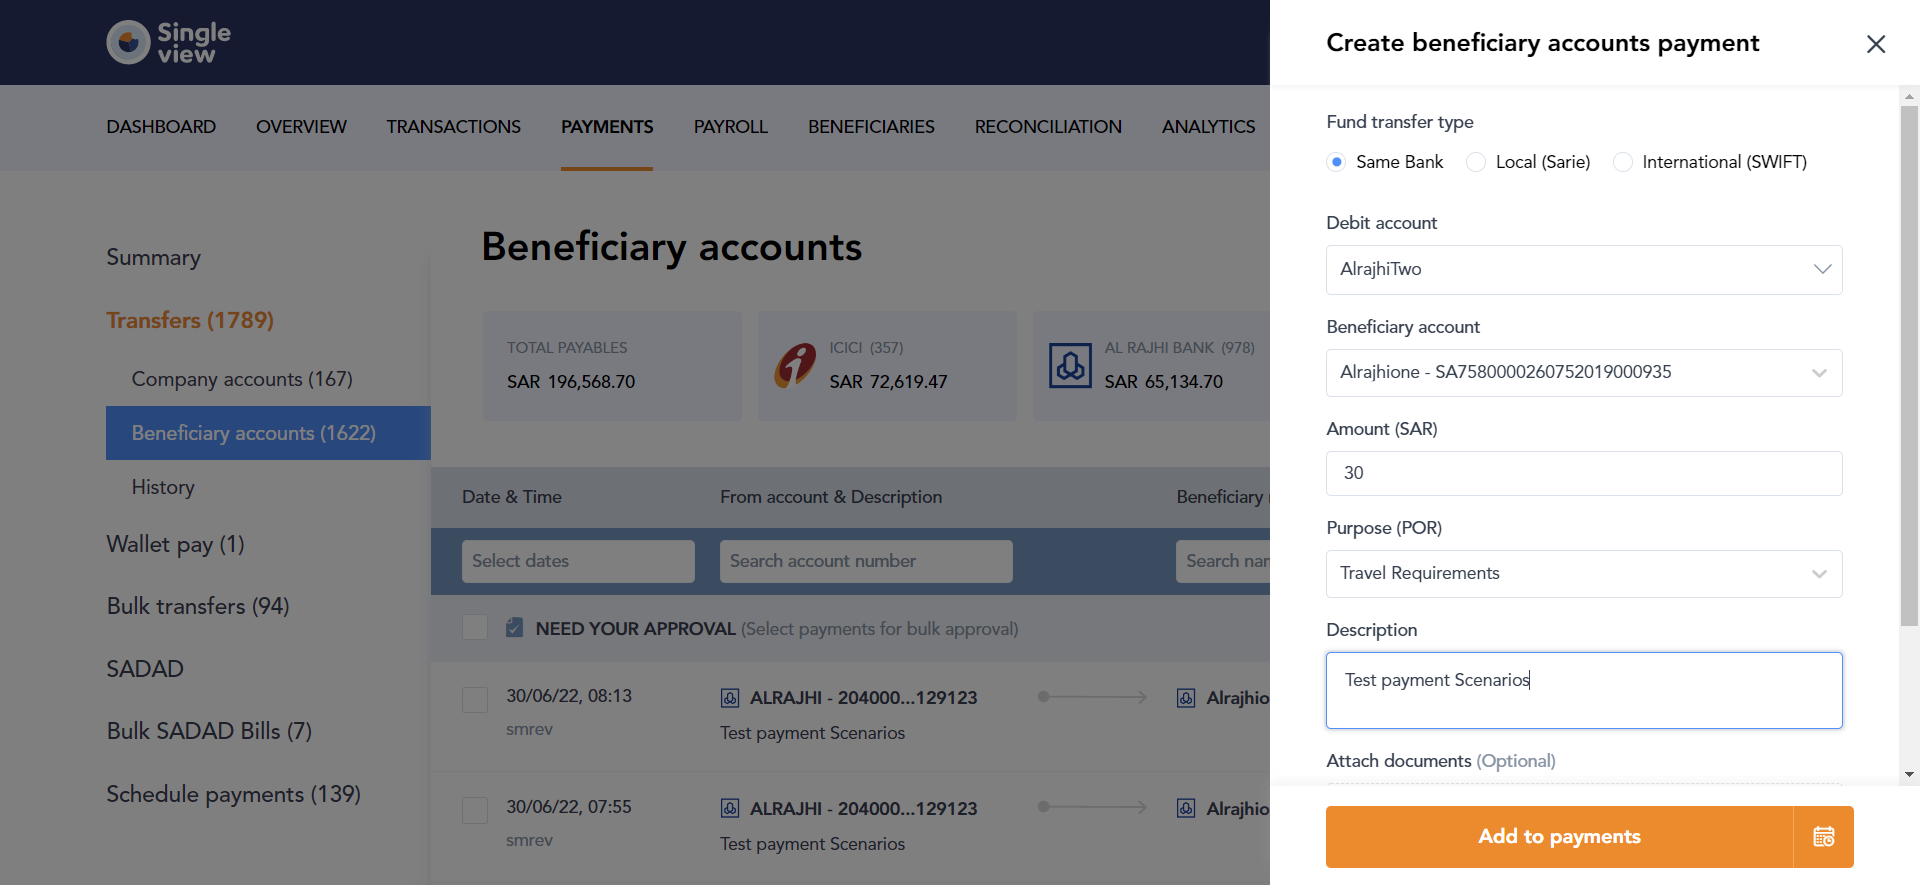 Single
view
DASHBOARD OVERVIEW TRANSACTIONS PAYMENTS PAYROLL BENEFICIARIES RECONCILIATION ANALYTICS
Summary
Transfers (1789)
Company accounts (167)
Beneficiary accounts (1622)
History
Wallet pay (1)
Bulk transfers (94)
SADAD
Bulk SADAD Bills (7)
Schedule payments (139)
Beneficiary accounts
TOTAL PAYABLES
SAR 196,568.70
ICICI (357)
SAR 72,619.47
AL RAJHI BANK (978)
SAR 65,134.70
Date & Time From account & Description Beneficiary
Select dates Search account number Search nar
NEED YOUR APPROVAL (Select payments for bulk approval)
30/06/22, 08:13 ALRAJHI - 204000...129123 Alrajhio
smrev Test payment Scenarios
30/06/22, 07:55 ALRAJHI - 204000...129123 Alrajhio
smrev Test payment Scenarios
Create beneficiary accounts payment
Fund transfer type
Same Bank Local (Sarie) International (SWIFT)
Debit account
AlrajhiTwo
Beneficiary account
Alrajhione - SA7580000260752019000935
Amount (SAR)
30
Purpose (POR)
Travel Requirements
Description
Test payment Scenarios
Attach documents (Optional)
Add to payments